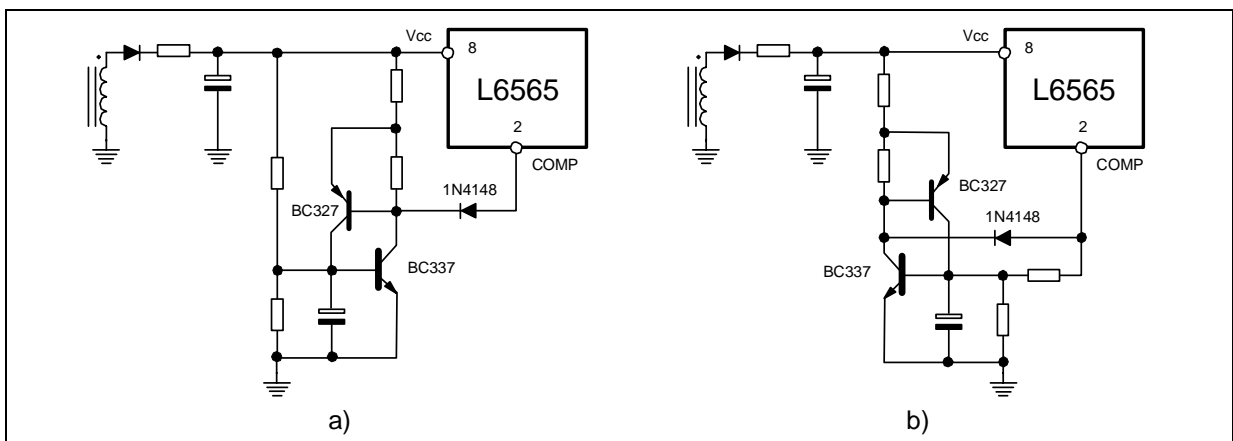 Vcc
8
L6565
2
COMP
1N4148
BC327
BC337
a)
Vcc
8
L6565
2
COMP
BC327
1N4148
BC337
b)